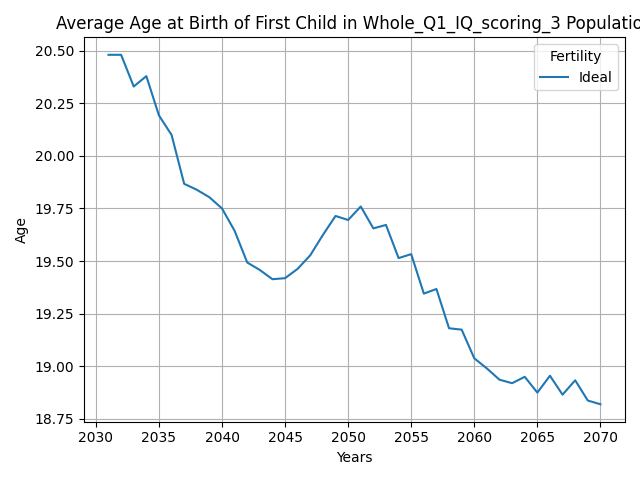 Average Age at Birth of First Child in Whole_Q1_IQ_scoring_3 Populatio
Fertility
Ideal
20.50
20.25
20.00
19.75
19.50
19.25
19.00
18.75
Age
2030 2035 2040 2045 2050 2055 2060 2065 2070
Years